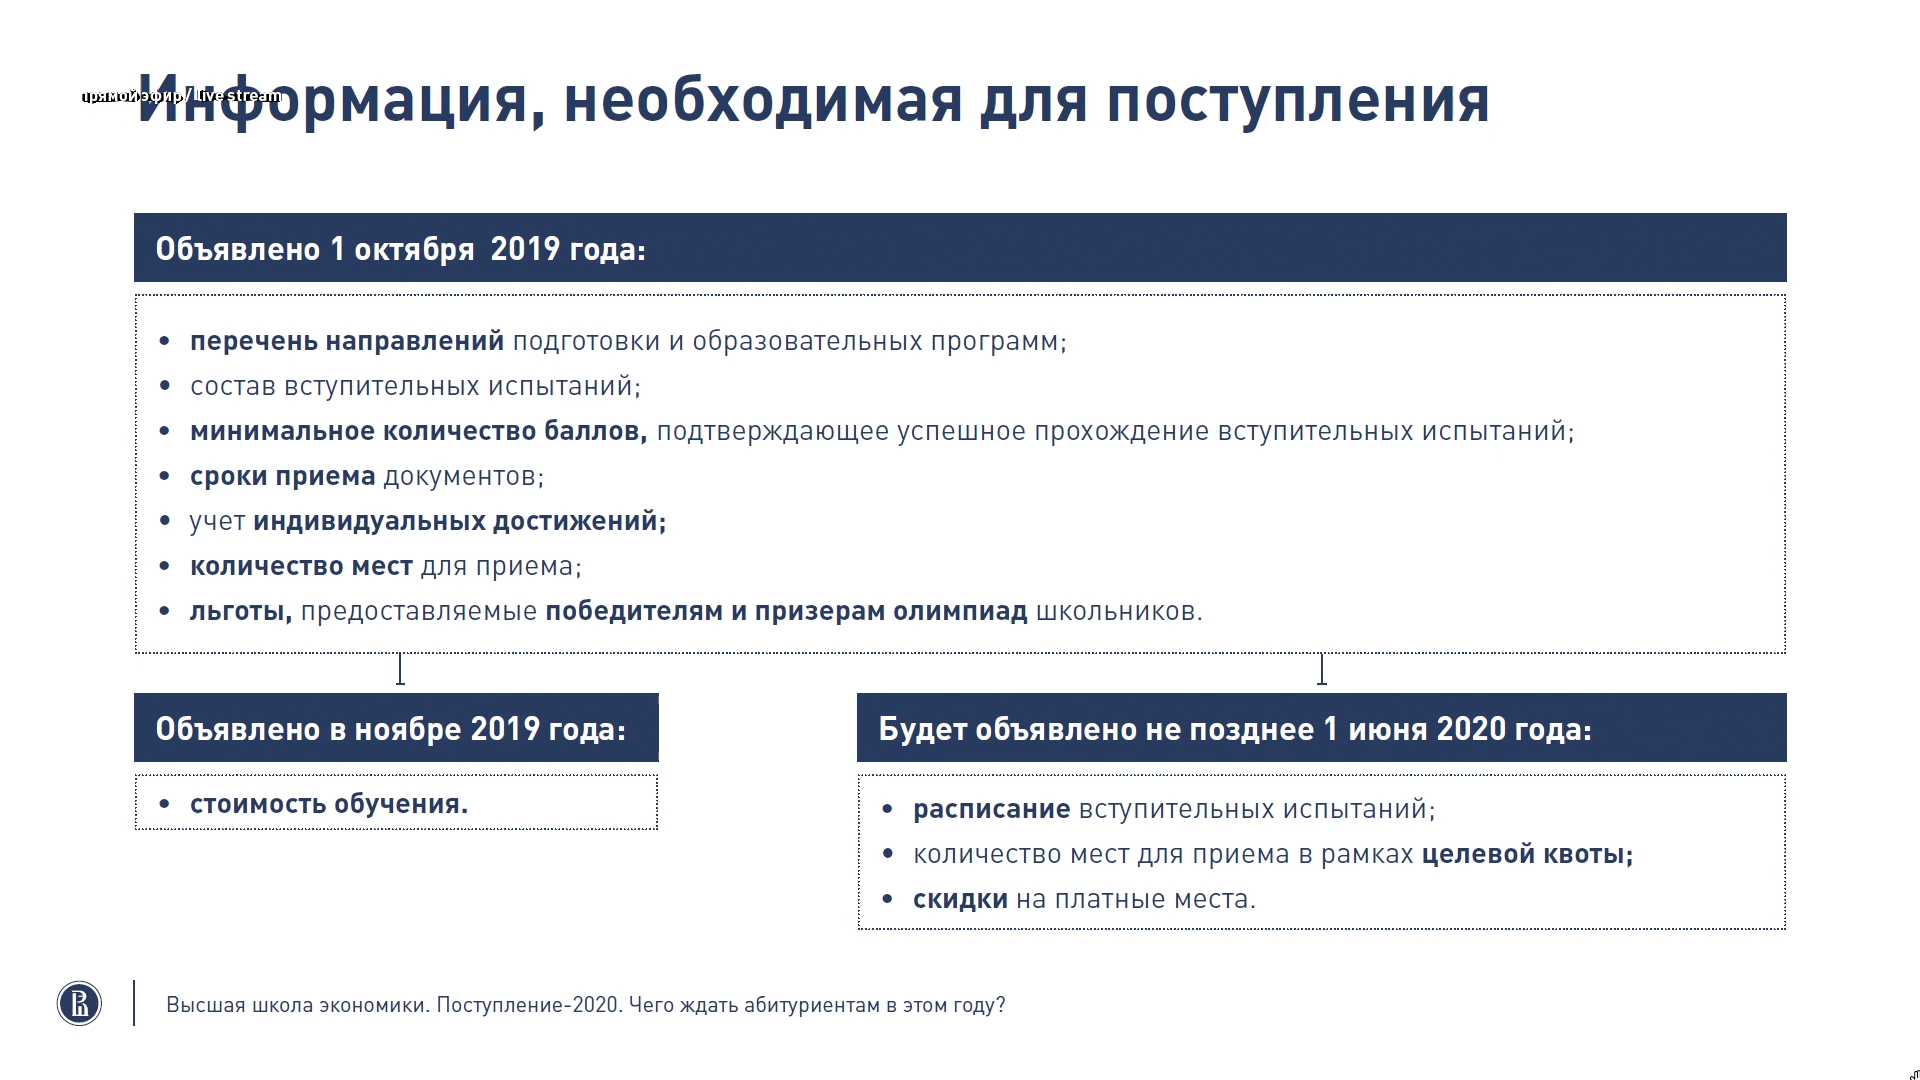 Информация, необходимая для поступления
прямой эфир / Live stream
Объявлено 1 октября 2019 года:
• перечень направлений подготовки и образовательных программ;
• состав вступительных испытаний;
• минимальное количество баллов, подтверждающее успешное прохождение вступительных испытаний;
• сроки приема документов;
• учет индивидуальных достижений;
• количество мест для приема;
• льготы, предоставляемые победителям и призерам олимпиад школьников.
Объявлено в ноябре 2019 года:
• стоимость обучения.
Будет объявлено не позднее 1 июня 2020 года:
• расписание вступительных испытаний;
• количество мест для приема в рамках целевой квоты;
• скидки на платные места.
Высшая школа экономики. Поступление-2020. Чего ждать абитуриентам в этом году?